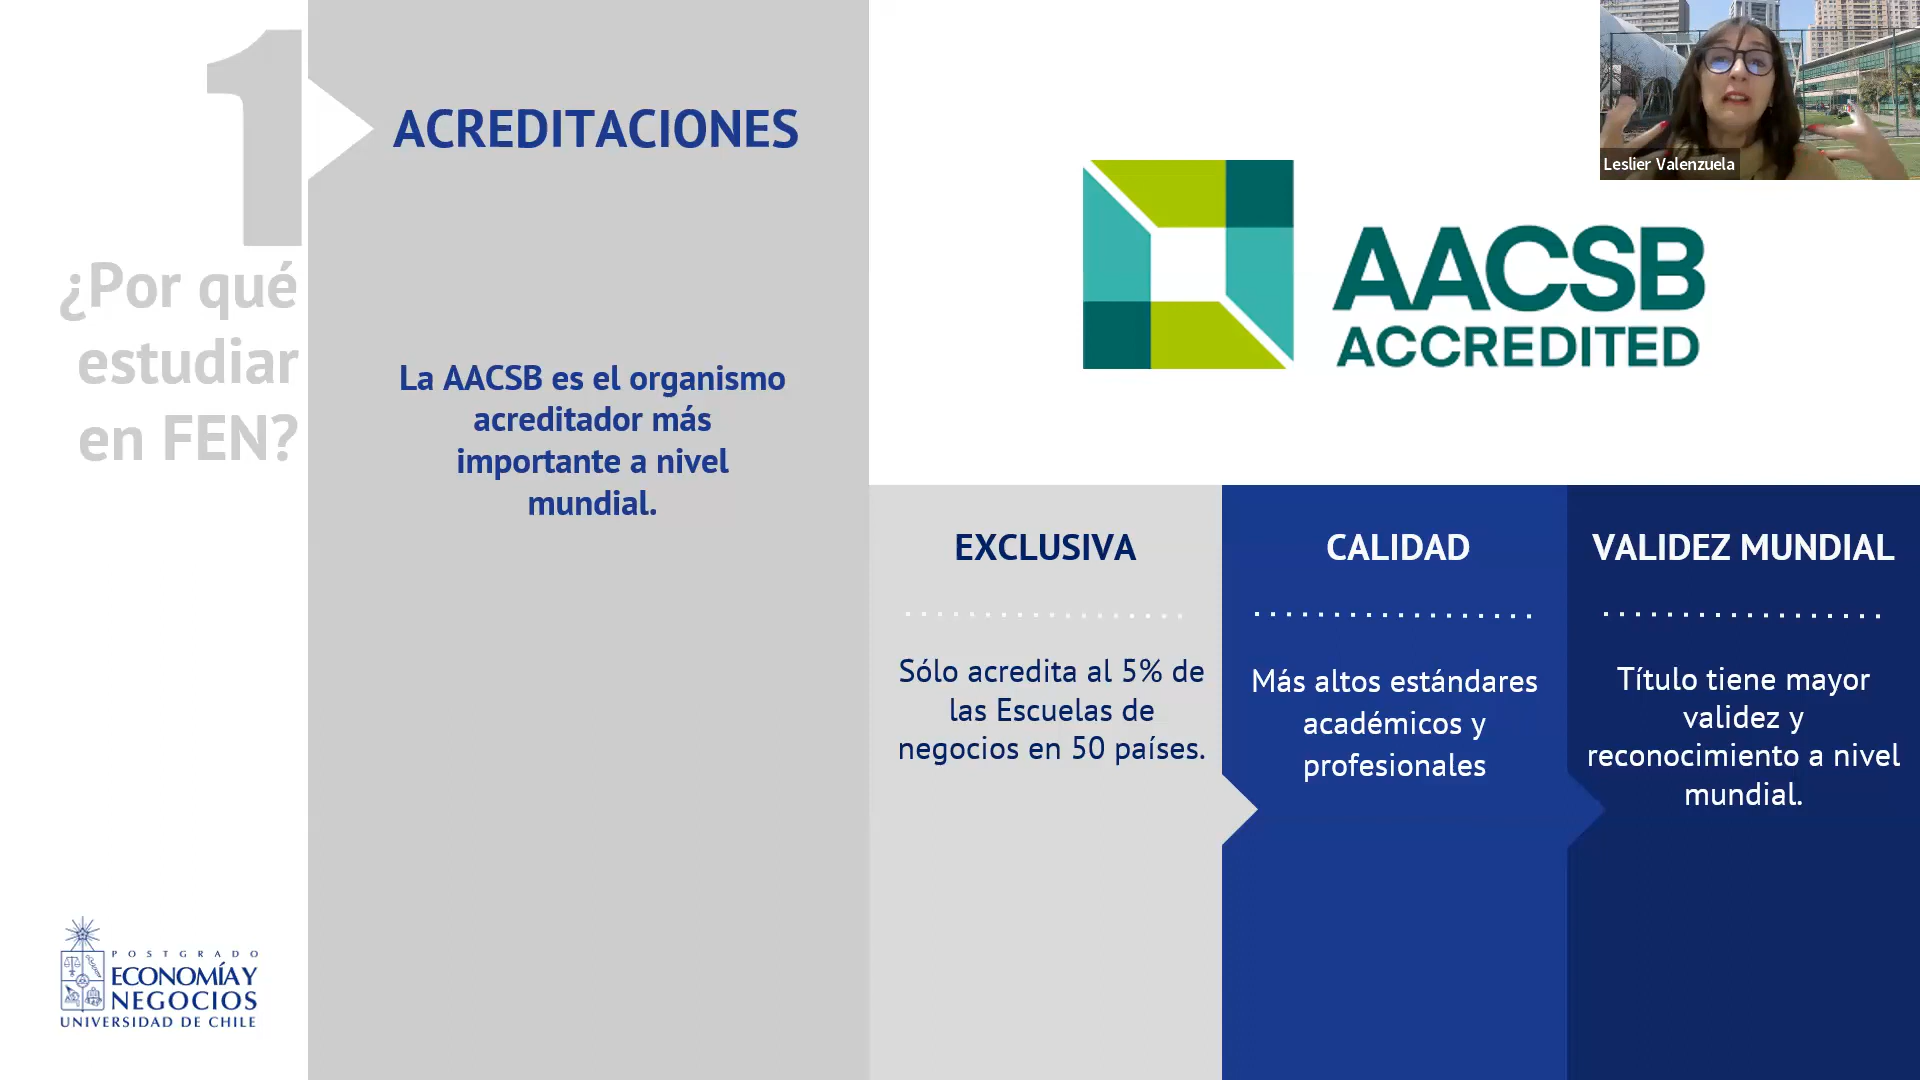 1
¿Por qué
estudiar
en FEN?
ACREDITACIONES
La AACSB es el organismo
acreditador más
importante a nivel
mundial.
AACSB
ACCREDITED
Leslier Valenzuela
EXCLUSIVA
Sólo acredita al 5% de
las Escuelas de
negocios en 50 países.
CALIDAD
Más altos estándares
académicos y
profesionales
VALIDEZ MUNDIAL
Título tiene mayor
validez y
reconocimiento a nivel
mundial.
POSTGRADO
ECONOMÍA Y
NEGOCIOS
UNIVERSIDAD DE CHILE